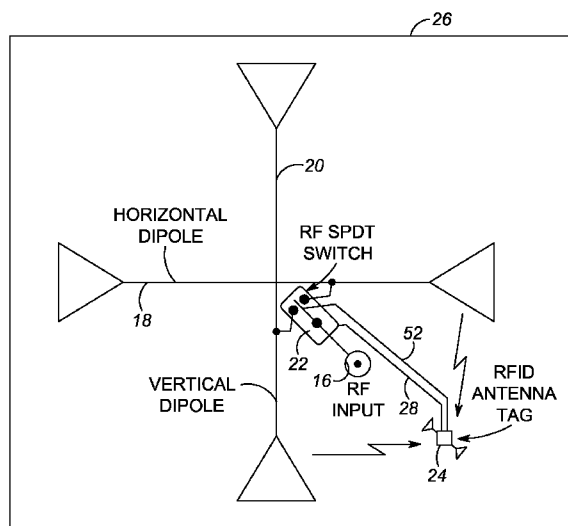 26
20
HORIZONTAL
DIPOLE
RF SPDT
SWITCH
18
52
22
16
RF
INPUT
28
VERTICAL
DIPOLE
RFID
ANTENNA
TAG
24